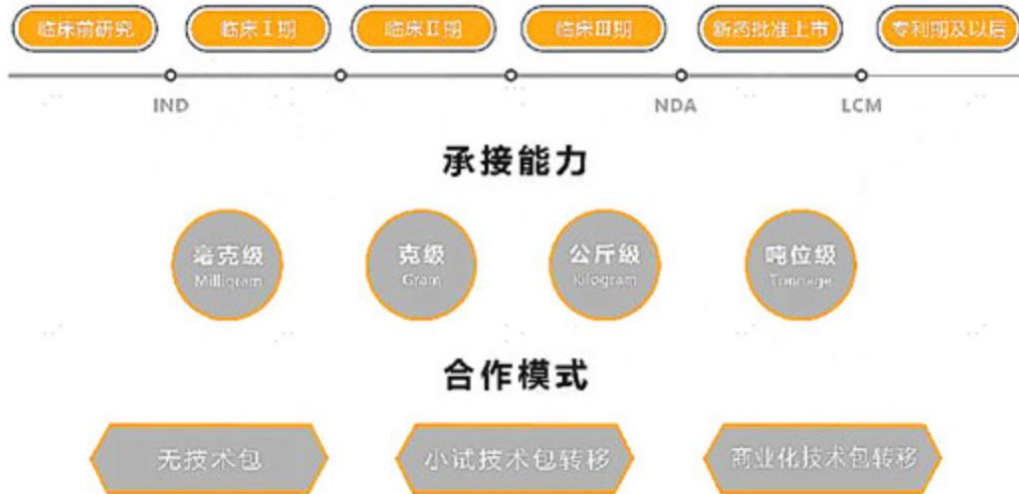 临床前研究
临床Ⅰ期
临床Ⅱ期
临床Ⅲ期
新药批准上市
专利期及以后
IND
NDA
LCM
承接能力
毫克级
Milligram
克级
Gram
公斤级
Kilogram
吨位级
Tonnage
合作模式
无技术包
小试技术包转移
商业化技术包转移